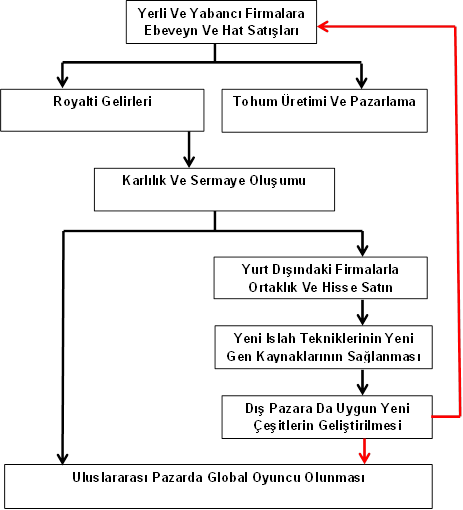 Yerli Ve Yabancı Firmalara
Ebeveyn Ve Hat Satışları
Royalti Gelirleri
Tohum Üretimi Ve Pazarlama
Karlılık Ve Sermaye Oluşumu
Yurt Dışındaki Firmalarla
Ortaklık Ve Hisse Satın
Yeni Islah Tekniklerinin Yeni
Gen Kaynaklarının Sağlanması
Dış Pazara Da Uygun Yeni
Çeşitlerin Geliştirilmesi
Uluslararası Pazarda Global Oyuncu Olunması